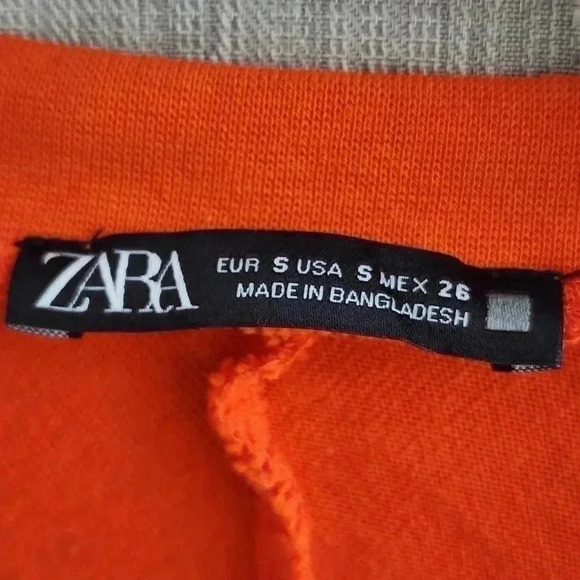 ZARA
EUR S USA S MEX 26
MADE IN BANGLADESH